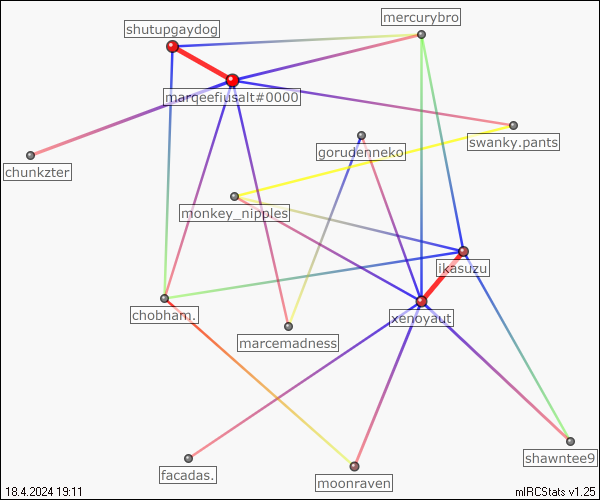 shutupgaydog
mercurybro
marqeefiusalt#0000
swanky.pants
gorudenneko
chunkzter
monkey_nipples
ikasuzu
chobham.
xenoyaut
marcemadness
shawntee9
facadas.
moonraven
18.4.2024 19:11
mIRCStats v1.25